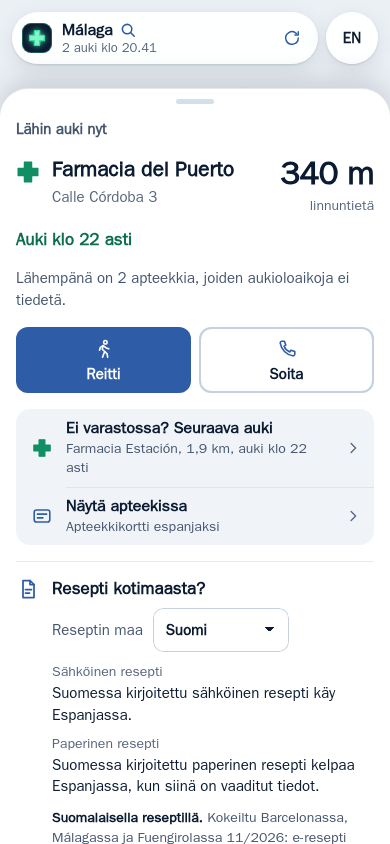 Málaga
2 auki klo 20.41
EN
Lähin auki nyt
Farmacia del Puerto
340 m
Calle Córdoba 3
linnuntietä
Auki klo 22 asti
Lähempänä on 2 apteekkia, joiden aukioloaikoja ei
tiedetä.
Reitti
Soita
Ei varastossa? Seuraava auki
Farmacia Estación, 1,9 km, auki klo 22
asti
Näytä apteekissa
Apteekkikortti espanjaksi
Resepti kotimaasta?
Reseptin maa
Suomi
Sähköinen resepti
Suomessa kirjoitettu sähköinen resepti käy
Espanjassa.
Paperinen resepti
Suomessa kirjoitettu paperinen resepti kelpaa
Espanjassa, kun siinä on vaaditut tiedot.
Suomalaisella reseptillä. Kokeiltu Barcelonassa,
Málagassa ja Fuengirolassa 11/2026: e-resepti